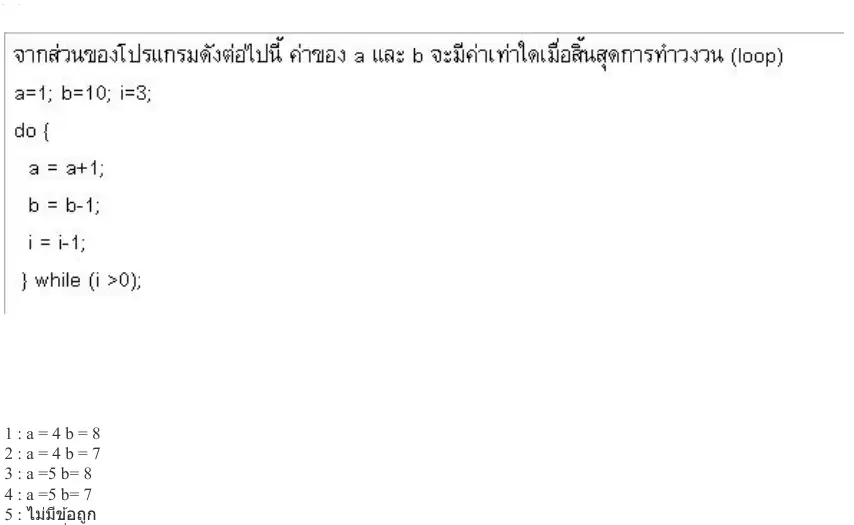 จากส่วนของโปรแกรมดังต่อไปนี้ ค่าของ a และ b จะมีค่าเท่าใดเมื่อสิ้นสุดการทำวงวน (loop)
a=1; b=10; i=3;
do {
a = a+1;
b = b-1;
i = i-1;
} while (i >0);
1 : a = 4 b = 8
2 : a = 4 b = 7
3 : a =5 b= 8
4 : a =5 b= 7
5 : ไม่มีข้อถูก